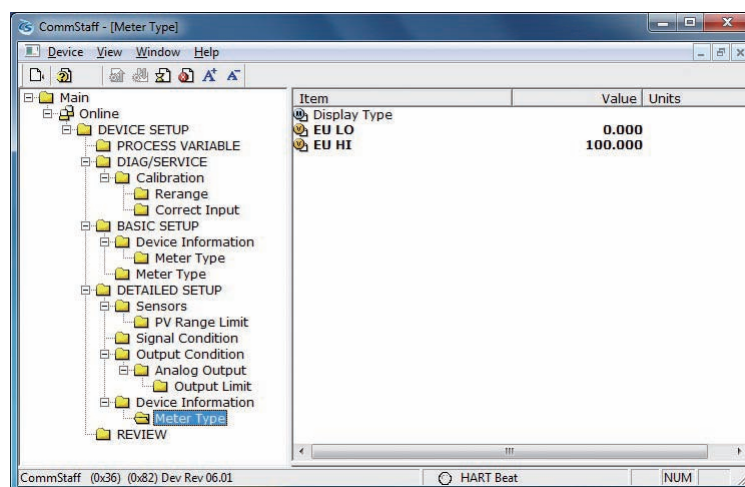 CommStaff - [Meter Type]
Device View Window Help
Main
Online
DEVICE SETUP
PROCESS VARIABLE
DIAG/SERVICE
Calibration
Rerange
Correct Input
BASIC SETUP
Device Information
Meter Type
Meter Type
DETAILED SETUP
Sensors
PV Range Limit
Signal Condition
Output Condition
Analog Output
Output Limit
Device Information
Meter Type
REVIEW
Item Value Units
Display Type
EU LO 0.000
EU HI 100.000
CommStaff (0x36) (0x82) Dev Rev 06.01 HART Beat NUM